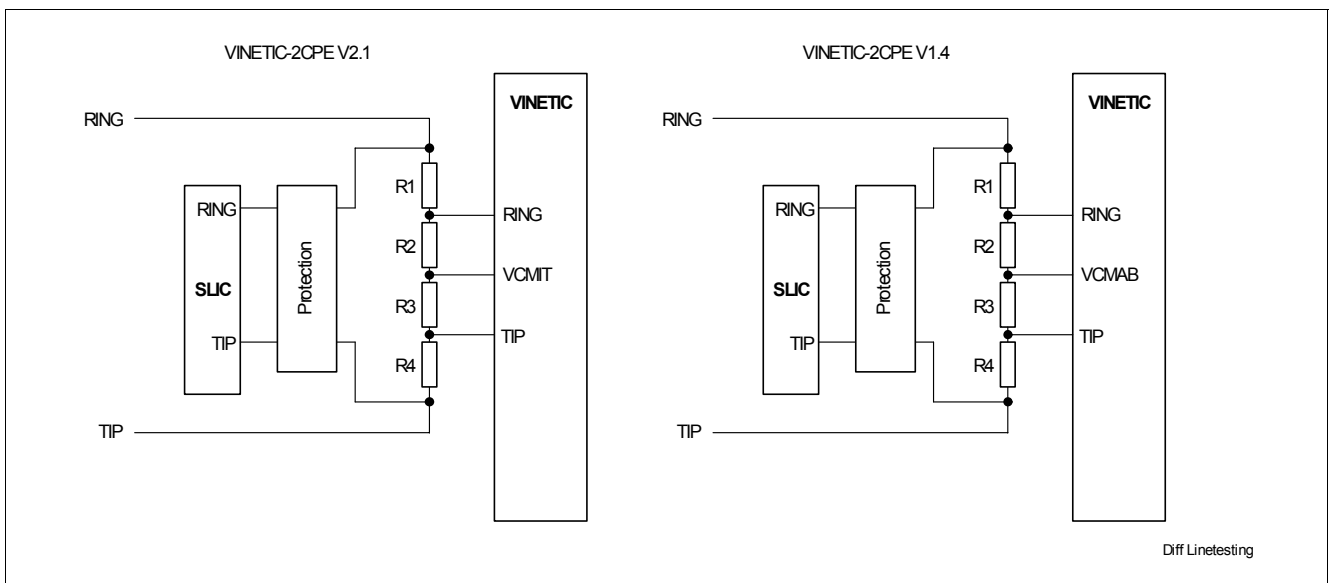 VINETIC-2CPE V2.1
VINETIC
RING
R1
RING
RING
R2
Protection
VCMIT
SLIC
R3
TIP
TIP
R4
TIP
VINETIC-2CPE V1.4
VINETIC
RING
R1
RING
RING
R2
Protection
VCMAB
SLIC
R3
TIP
TIP
R4
TIP
Diff Linetesting